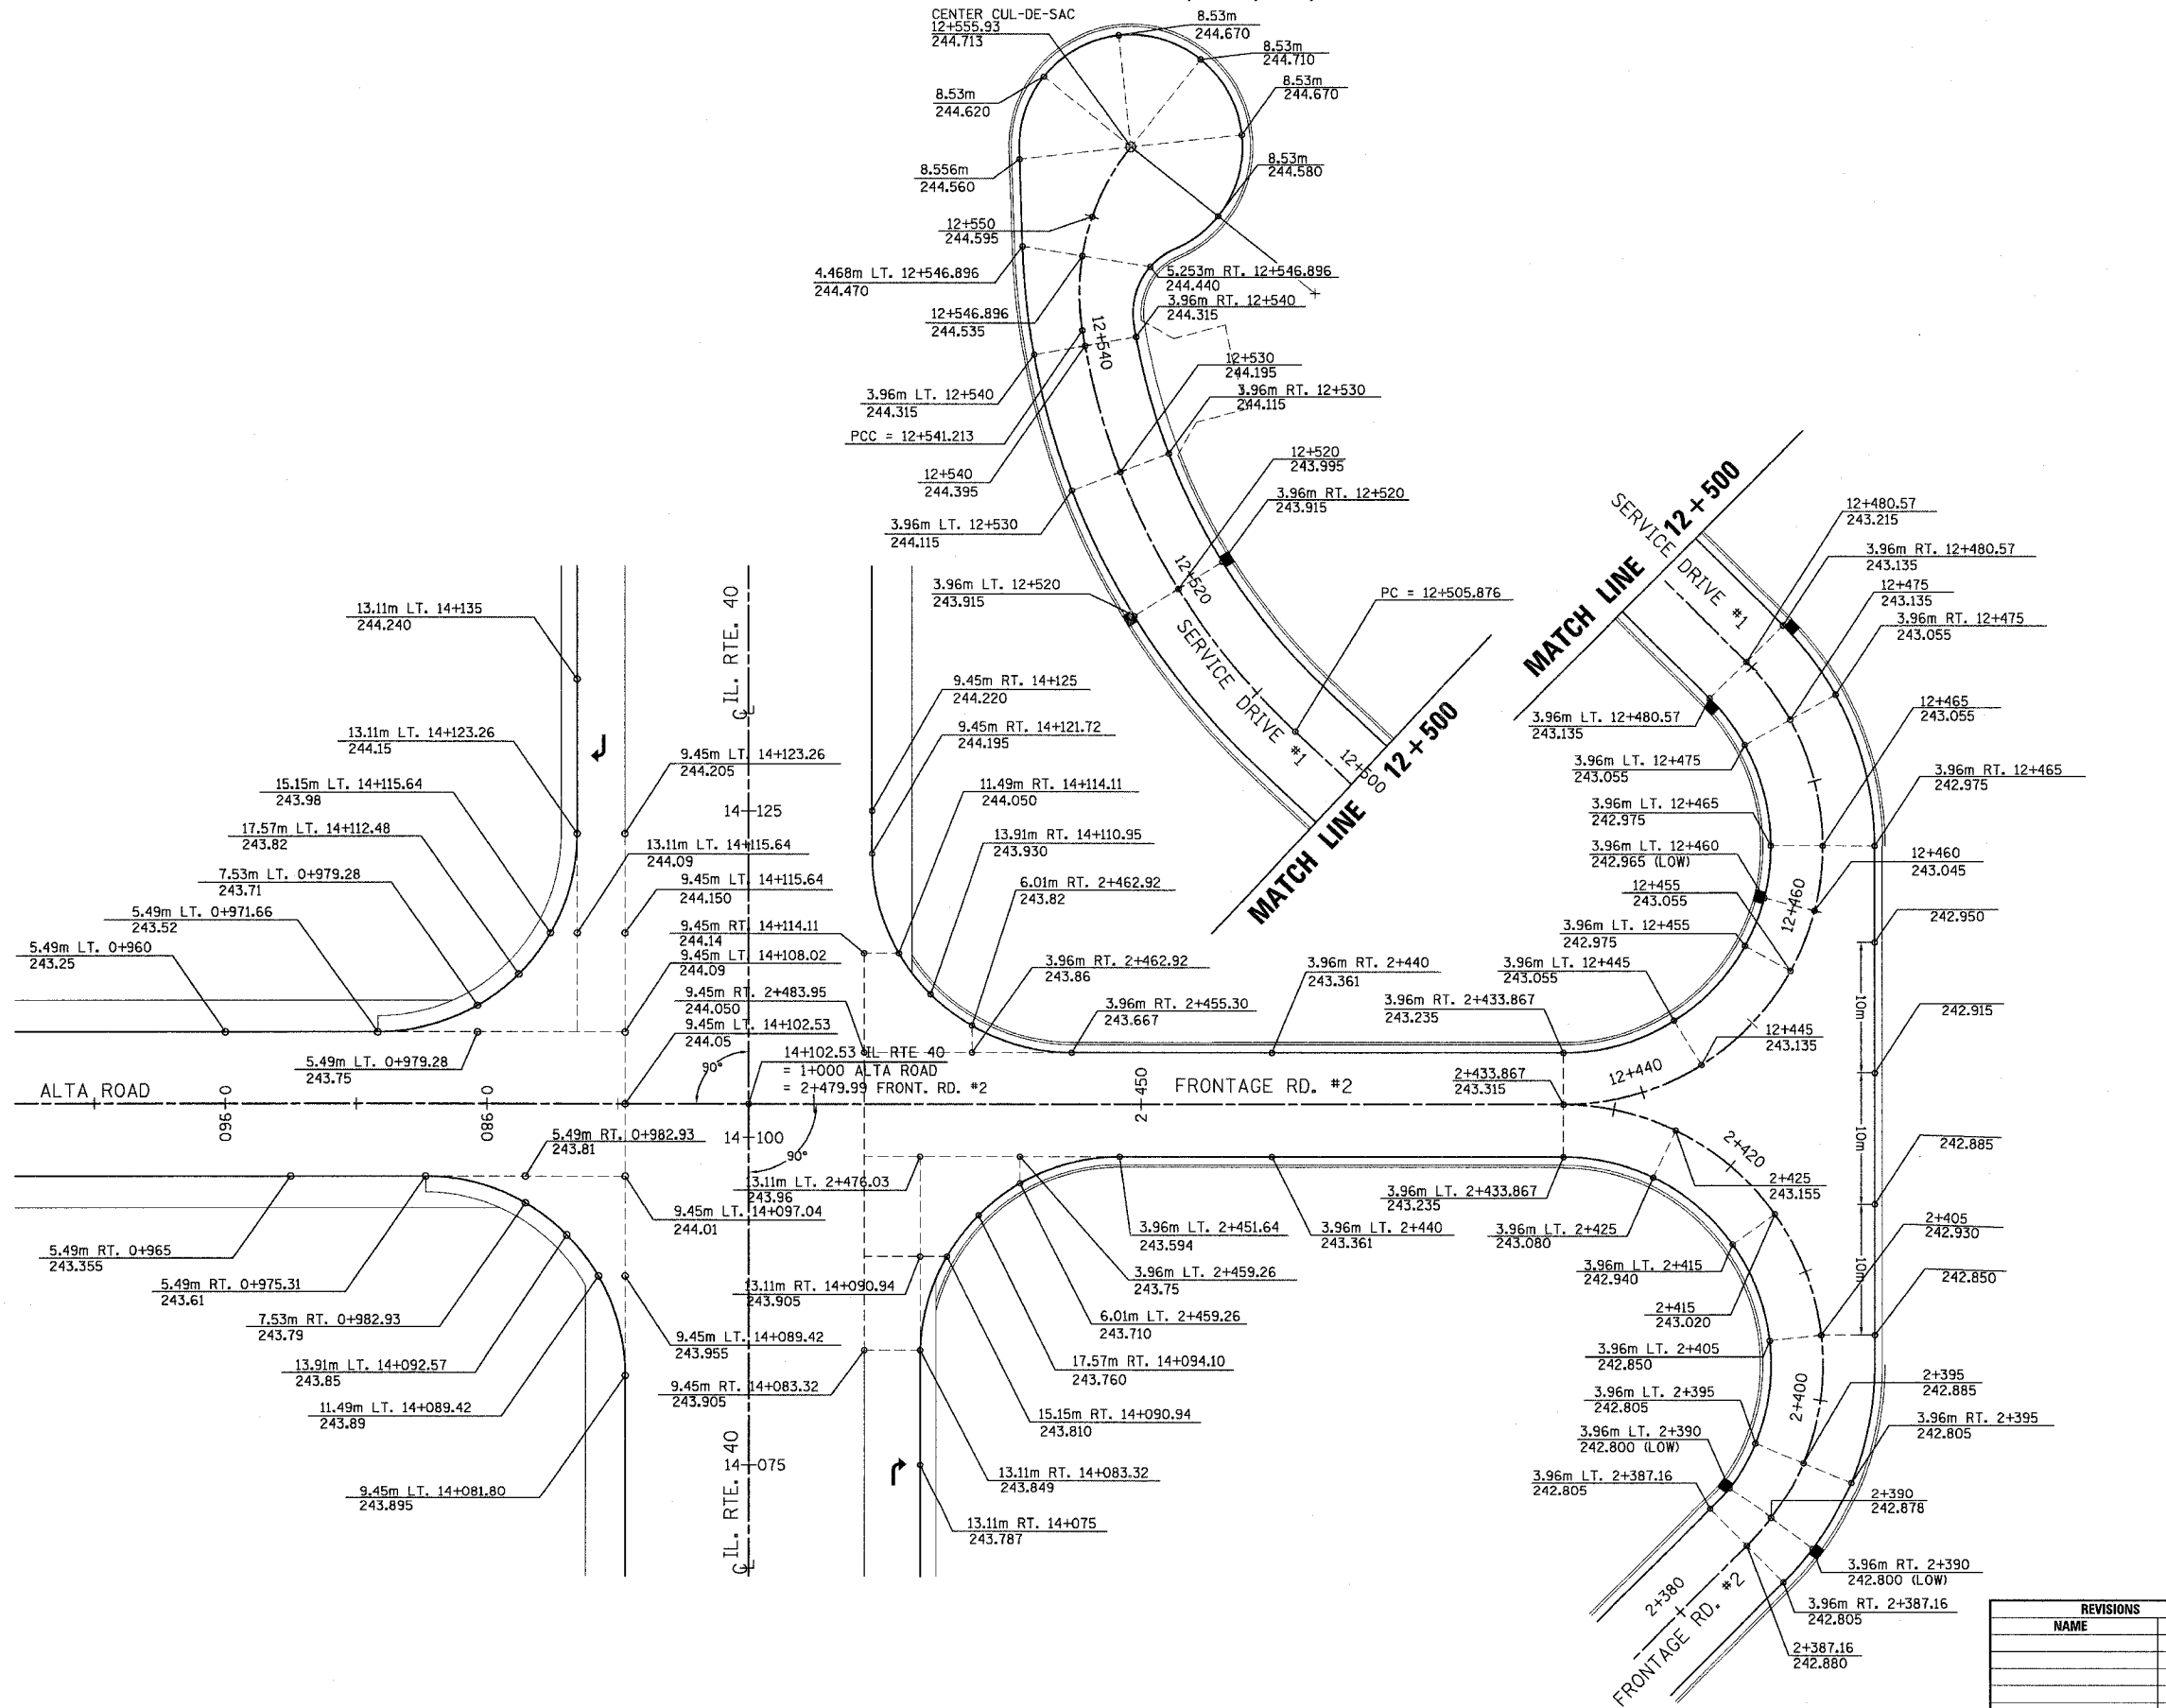 CENTER CUL-DE-SAC
12+555.93
244.713
8.53m
244.670
8.53m
244.710
8.53m
244.670
8.53m
244.620
8.53m
244.580
8.556m
244.560
12+550
244.595
4.468m LT. 12+546.896
244.470
5.253m RT. 12+546.896
244.440
3.96m RT. 12+540
244.315
12+546.896
244.535
12+540
12+530
244.195
3.96m RT. 12+530
244.115
3.96m LT. 12+540
244.315
PCC = 12+541.213
12+540
244.395
12+520
243.995
3.96m RT. 12+520
243.915
3.96m LT. 12+530
244.115
3.96m LT. 12+520
243.915
12+520
SERVICE DRIVE #1
PC = 12+505.876
12+500
MATCH LINE 12+500
MATCH LINE 12+500
SERVICE DRIVE #1
12+480.57
243.215
3.96m RT. 12+480.57
243.135
12+475
243.135
3.96m RT. 12+475
243.055
3.96m LT. 12+480.57
243.135
12+465
243.055
3.96m LT. 12+475
243.055
3.96m RT. 12+465
242.975
3.96m LT. 12+465
242.975
3.96m LT. 12+460
242.965 (LOW)
12+460
243.045
12+455
243.055
12+460
242.950
3.96m LT. 12+455
242.975
3.96m LT. 12+445
243.055
10m
242.915
12+445
243.135
12+440
10m
242.885
10m
242.850
13.11m LT. 14+135
244.240
IL. RTE. 40
13.11m LT. 14+123.26
244.15
9.45m LT. 14+123.26
244.205
15.15m LT. 14+115.64
243.98
14+125
17.57m LT. 14+112.48
243.82
13.11m LT. 14+115.64
244.09
7.53m LT. 0+979.28
243.71
9.45m LT. 14+115.64
244.150
5.49m LT. 0+971.66
243.52
9.45m RT. 14+114.11
244.14
5.49m LT. 0+960
243.25
9.45m LT. 14+108.02
244.09
9.45m RT. 2+483.95
244.050
9.45m LT. 14+102.53
244.05
5.49m LT. 0+979.28
243.75
9.45m RT. 14+125
244.220
9.45m RT. 14+121.72
244.195
11.49m RT. 14+114.11
244.050
13.91m RT. 14+110.95
243.930
6.01m RT. 2+462.92
243.82
3.96m RT. 2+462.92
243.86
3.96m RT. 2+455.30
243.667
3.96m RT. 2+440
243.361
3.96m RT. 2+433.867
243.235
90°
14+102.53 IL RTE 40
= 1+000 ALTA ROAD
= 2+479.99 FRONT. RD. #2
ALTA ROAD
960
980
2 450
FRONTAGE RD. #2
2+433.867
243.315
14+100
90°
5.49m RT. 0+982.93
243.81
13.11m LT. 2+476.03
243.96
9.45m LT. 14+097.04
244.01
5.49m RT. 0+965
243.355
5.49m RT. 0+975.31
243.61
13.11m RT. 14+090.94
243.905
7.53m RT. 0+982.93
243.79
9.45m LT. 14+089.42
243.955
13.91m LT. 14+092.57
243.85
9.45m RT. 14+083.32
243.905
11.49m LT. 14+089.42
243.89
9.45m LT. 14+081.80
243.895
IL. RTE. 40
14+075
3.96m LT. 2+451.64
243.594
3.96m LT. 2+440
243.361
3.96m LT. 2+433.867
243.235
3.96m LT. 2+459.26
243.75
6.01m LT. 2+459.26
243.710
17.57m RT. 14+094.10
243.760
15.15m RT. 14+090.94
243.810
13.11m RT. 14+083.32
243.849
13.11m RT. 14+075
243.787
2+420
2+425
243.155
3.96m LT. 2+425
243.080
2+405
242.930
3.96m LT. 2+415
242.940
2+415
243.020
3.96m LT. 2+405
242.850
2+395
242.885
3.96m LT. 2+395
242.805
2+400
3.96m RT. 2+395
242.805
3.96m LT. 2+390
242.800 (LOW)
3.96m LT. 2+387.16
242.805
2+390
242.878
3.96m RT. 2+390
242.800 (LOW)
3.96m RT. 2+387.16
242.805
2+387.16
242.880
2+380
FRONTAGE RD. #2
REVISIONS
NAME